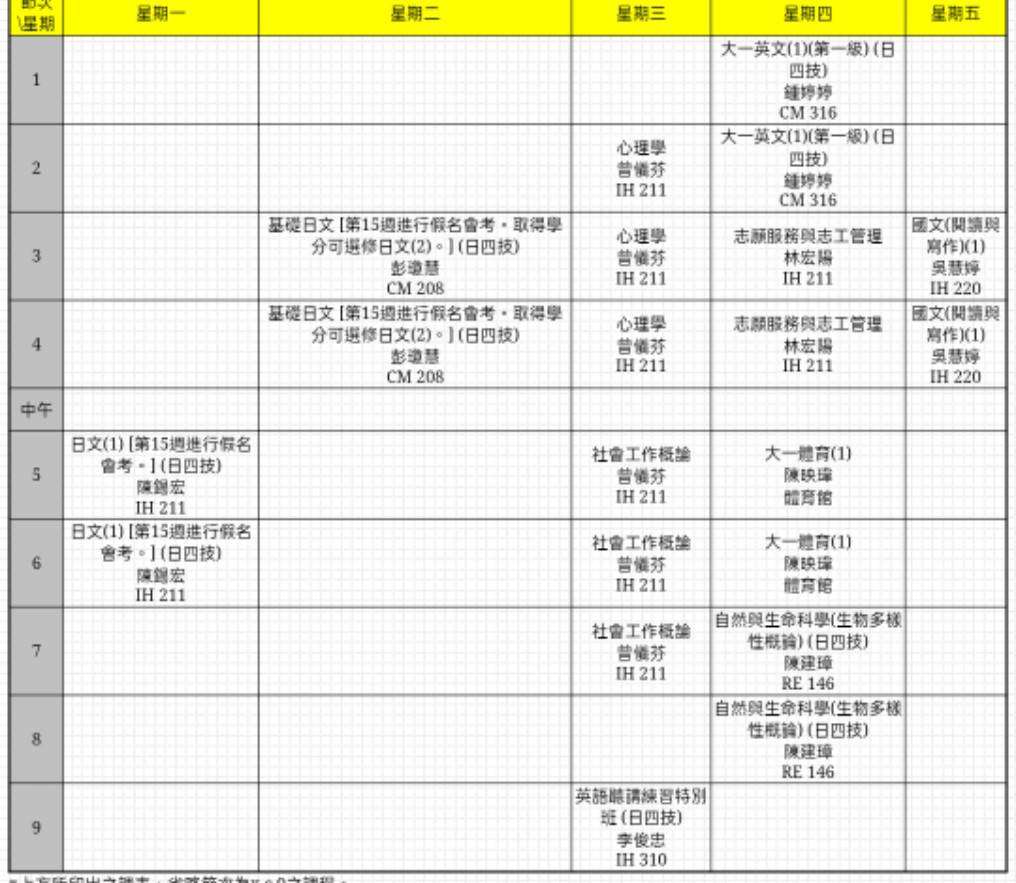 節次 星期一 星期二 星期三 星期四 星期五
\星期
1
大一英文(1)(第一級) (日
四技)
鍾婷婷
CM 316
2
心理學
曾儀芬
IH 211
大一英文(1)(第一級) (日
四技)
鍾婷婷
CM 316
3
基礎日文 [第15週進行假名會考。取得學
分可選修日文(2)。] (日四技)
彭瓊慧
CM 208
心理學
曾儀芬
IH 211
志願服務與志工管理
林宏陽
IH 211
國文(閱讀與
寫作)(1)
吳慧婷
IH 220
4
基礎日文 [第15週進行假名會考。取得學
分可選修日文(2)。] (日四技)
彭瓊慧
CM 208
心理學
曾儀芬
IH 211
志願服務與志工管理
林宏陽
IH 211
國文(閱讀與
寫作)(1)
吳慧婷
IH 220
中午
5
日文(1) [第15週進行假名
會考。] (日四技)
陳錫宏
IH 211
社會工作概論
曾儀芬
IH 211
大一體育(1)
陳映瑋
體育館
6
日文(1) [第15週進行假名
會考。] (日四技)
陳錫宏
IH 211
社會工作概論
曾儀芬
IH 211
大一體育(1)
陳映瑋
體育館
7
社會工作概論
曾儀芬
IH 211
自然與生命科學(生物多樣
性概論) (日四技)
陳建璋
RE 146
8
自然與生命科學(生物多樣
性概論) (日四技)
陳建璋
RE 146
9
英語聽講練習特別
班 (日四技)
李俊忠
IH 310